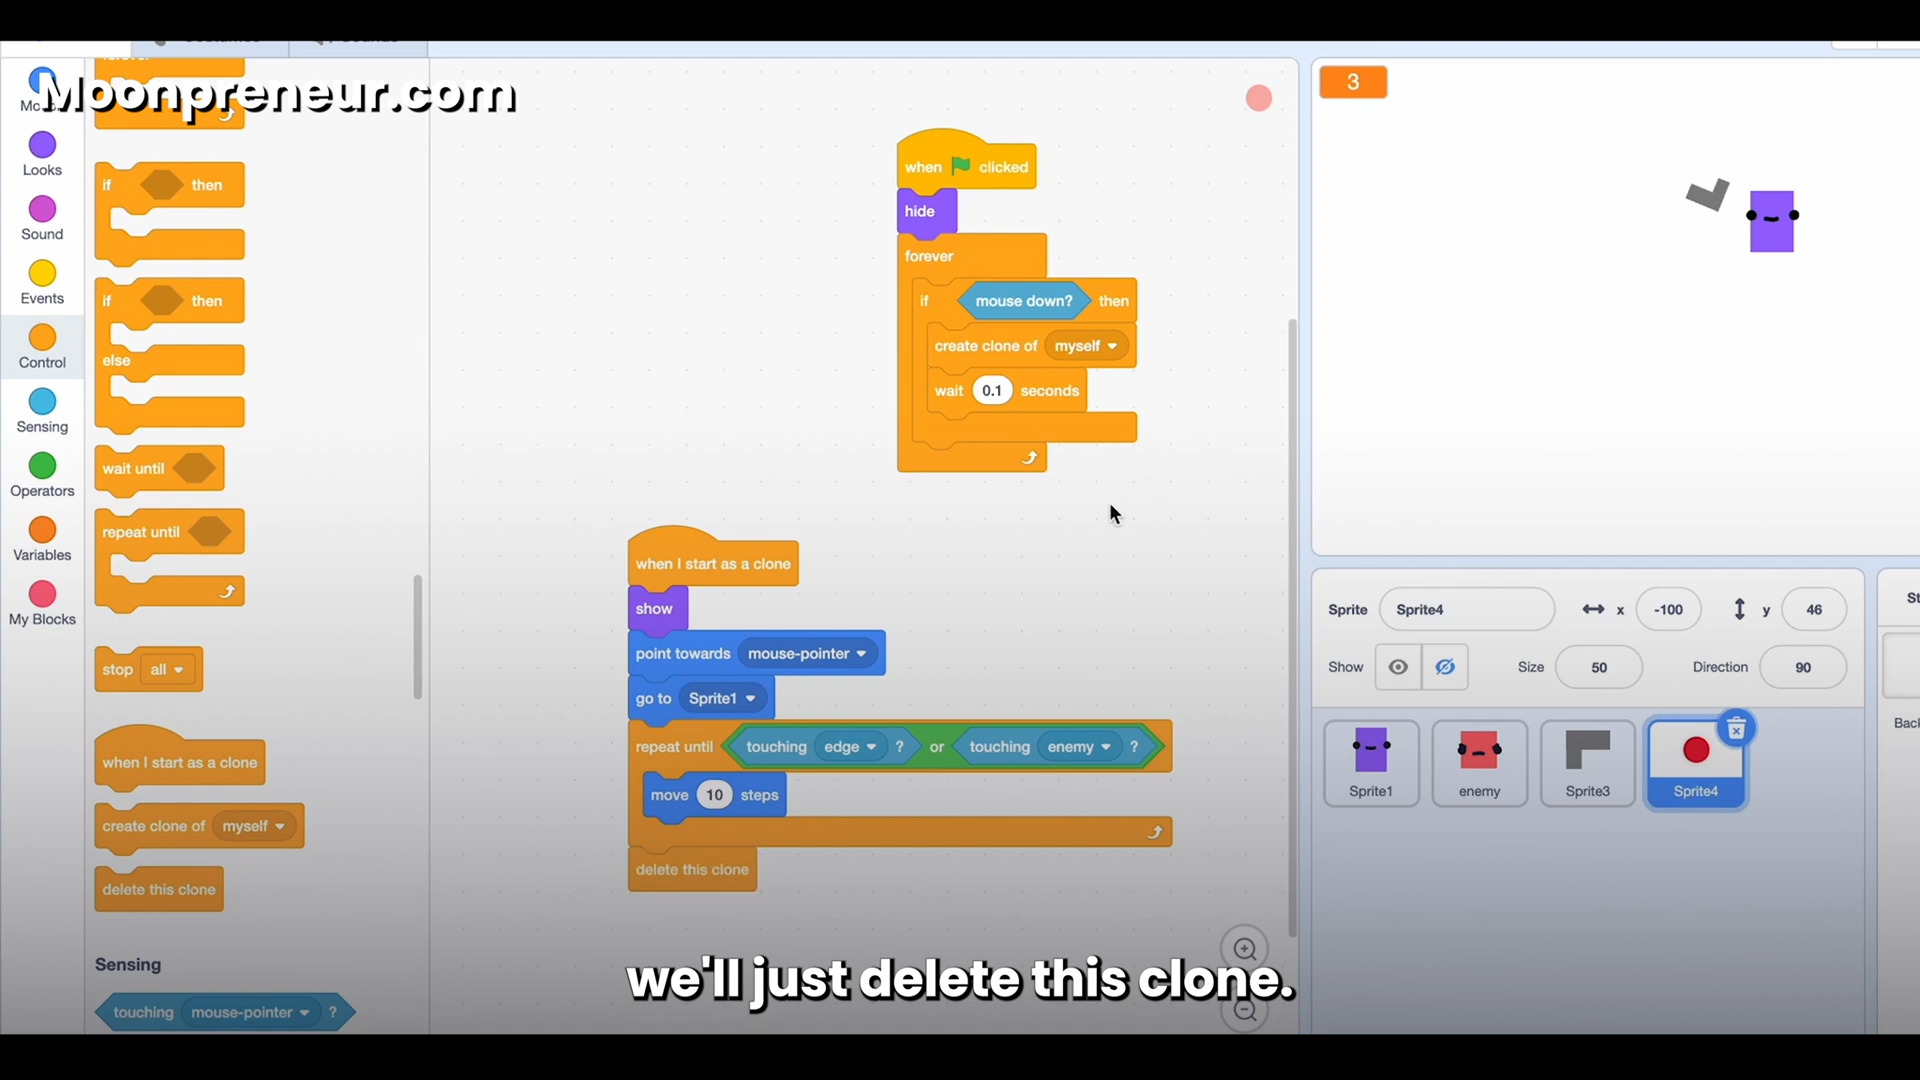 Moonpreneur.com
Looks
Sound
Events
Control
Sensing
Operators
Variables
My Blocks
if then
if then
else
wait until
repeat until
stop all
when I start as a clone
create clone of myself
delete this clone
Sensing
touching mouse-pointer ?
when clicked
hide
forever
if mouse down? then
create clone of myself
wait 0.1 seconds
when I start as a clone
show
point towards mouse-pointer
go to Sprite1
repeat until touching edge ? or touching enemy ?
move 10 steps
delete this clone
3
Sprite Sprite4 x -100 y 46
Show Size 50 Direction 90
Sprite1
enemy
Sprite3
Sprite4
we'll just delete this clone.